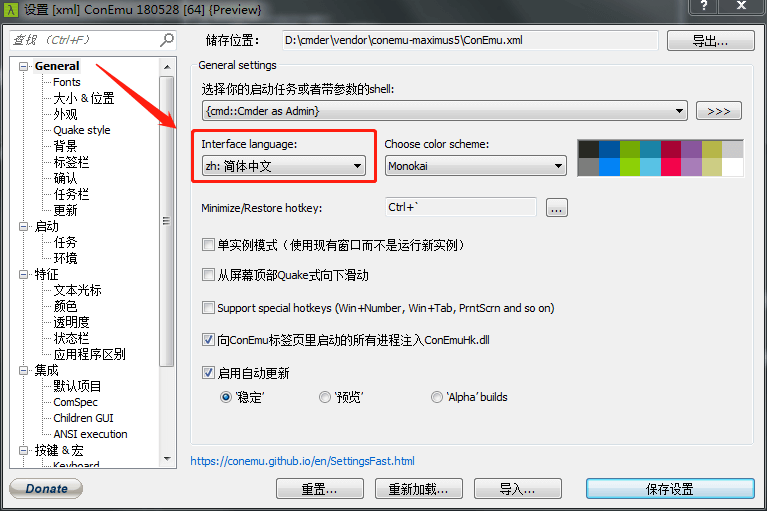 λ 设置 [xml] ConEmu 180528 [64] {Preview}
?
查找 (Ctrl+F)
储存位置:
D:\cmder\vendor\conemu-maximus5\ConEmu.xml
导出...
General
Fonts
大小 & 位置
外观
Quake style
背景
标签栏
确认
任务栏
更新
启动
任务
环境
特征
文本光标
颜色
透明度
状态栏
应用程序区别
集成
默认项目
ComSpec
Children GUI
ANSI execution
按键 & 宏
Keyboard
General settings
选择你的启动任务或者带参数的shell:
{cmd::Cmder as Admin}
>>>
Interface language:
zh: 简体中文
Choose color scheme:
Monokai
Minimize/Restore hotkey:
Ctrl+`
...
单实例模式（使用现有窗口而不是运行新实例）
从屏幕顶部Quake式向下滑动
Support special hotkeys (Win+Number, Win+Tab, PrntScrn and so on)
向ConEmu标签页里启动的所有进程注入ConEmuHk.dll
启用自动更新
'稳定'
'预览'
'Alpha' builds
https://conemu.github.io/en/SettingsFast.html
Donate
重置...
重新加载...
导入...
保存设置